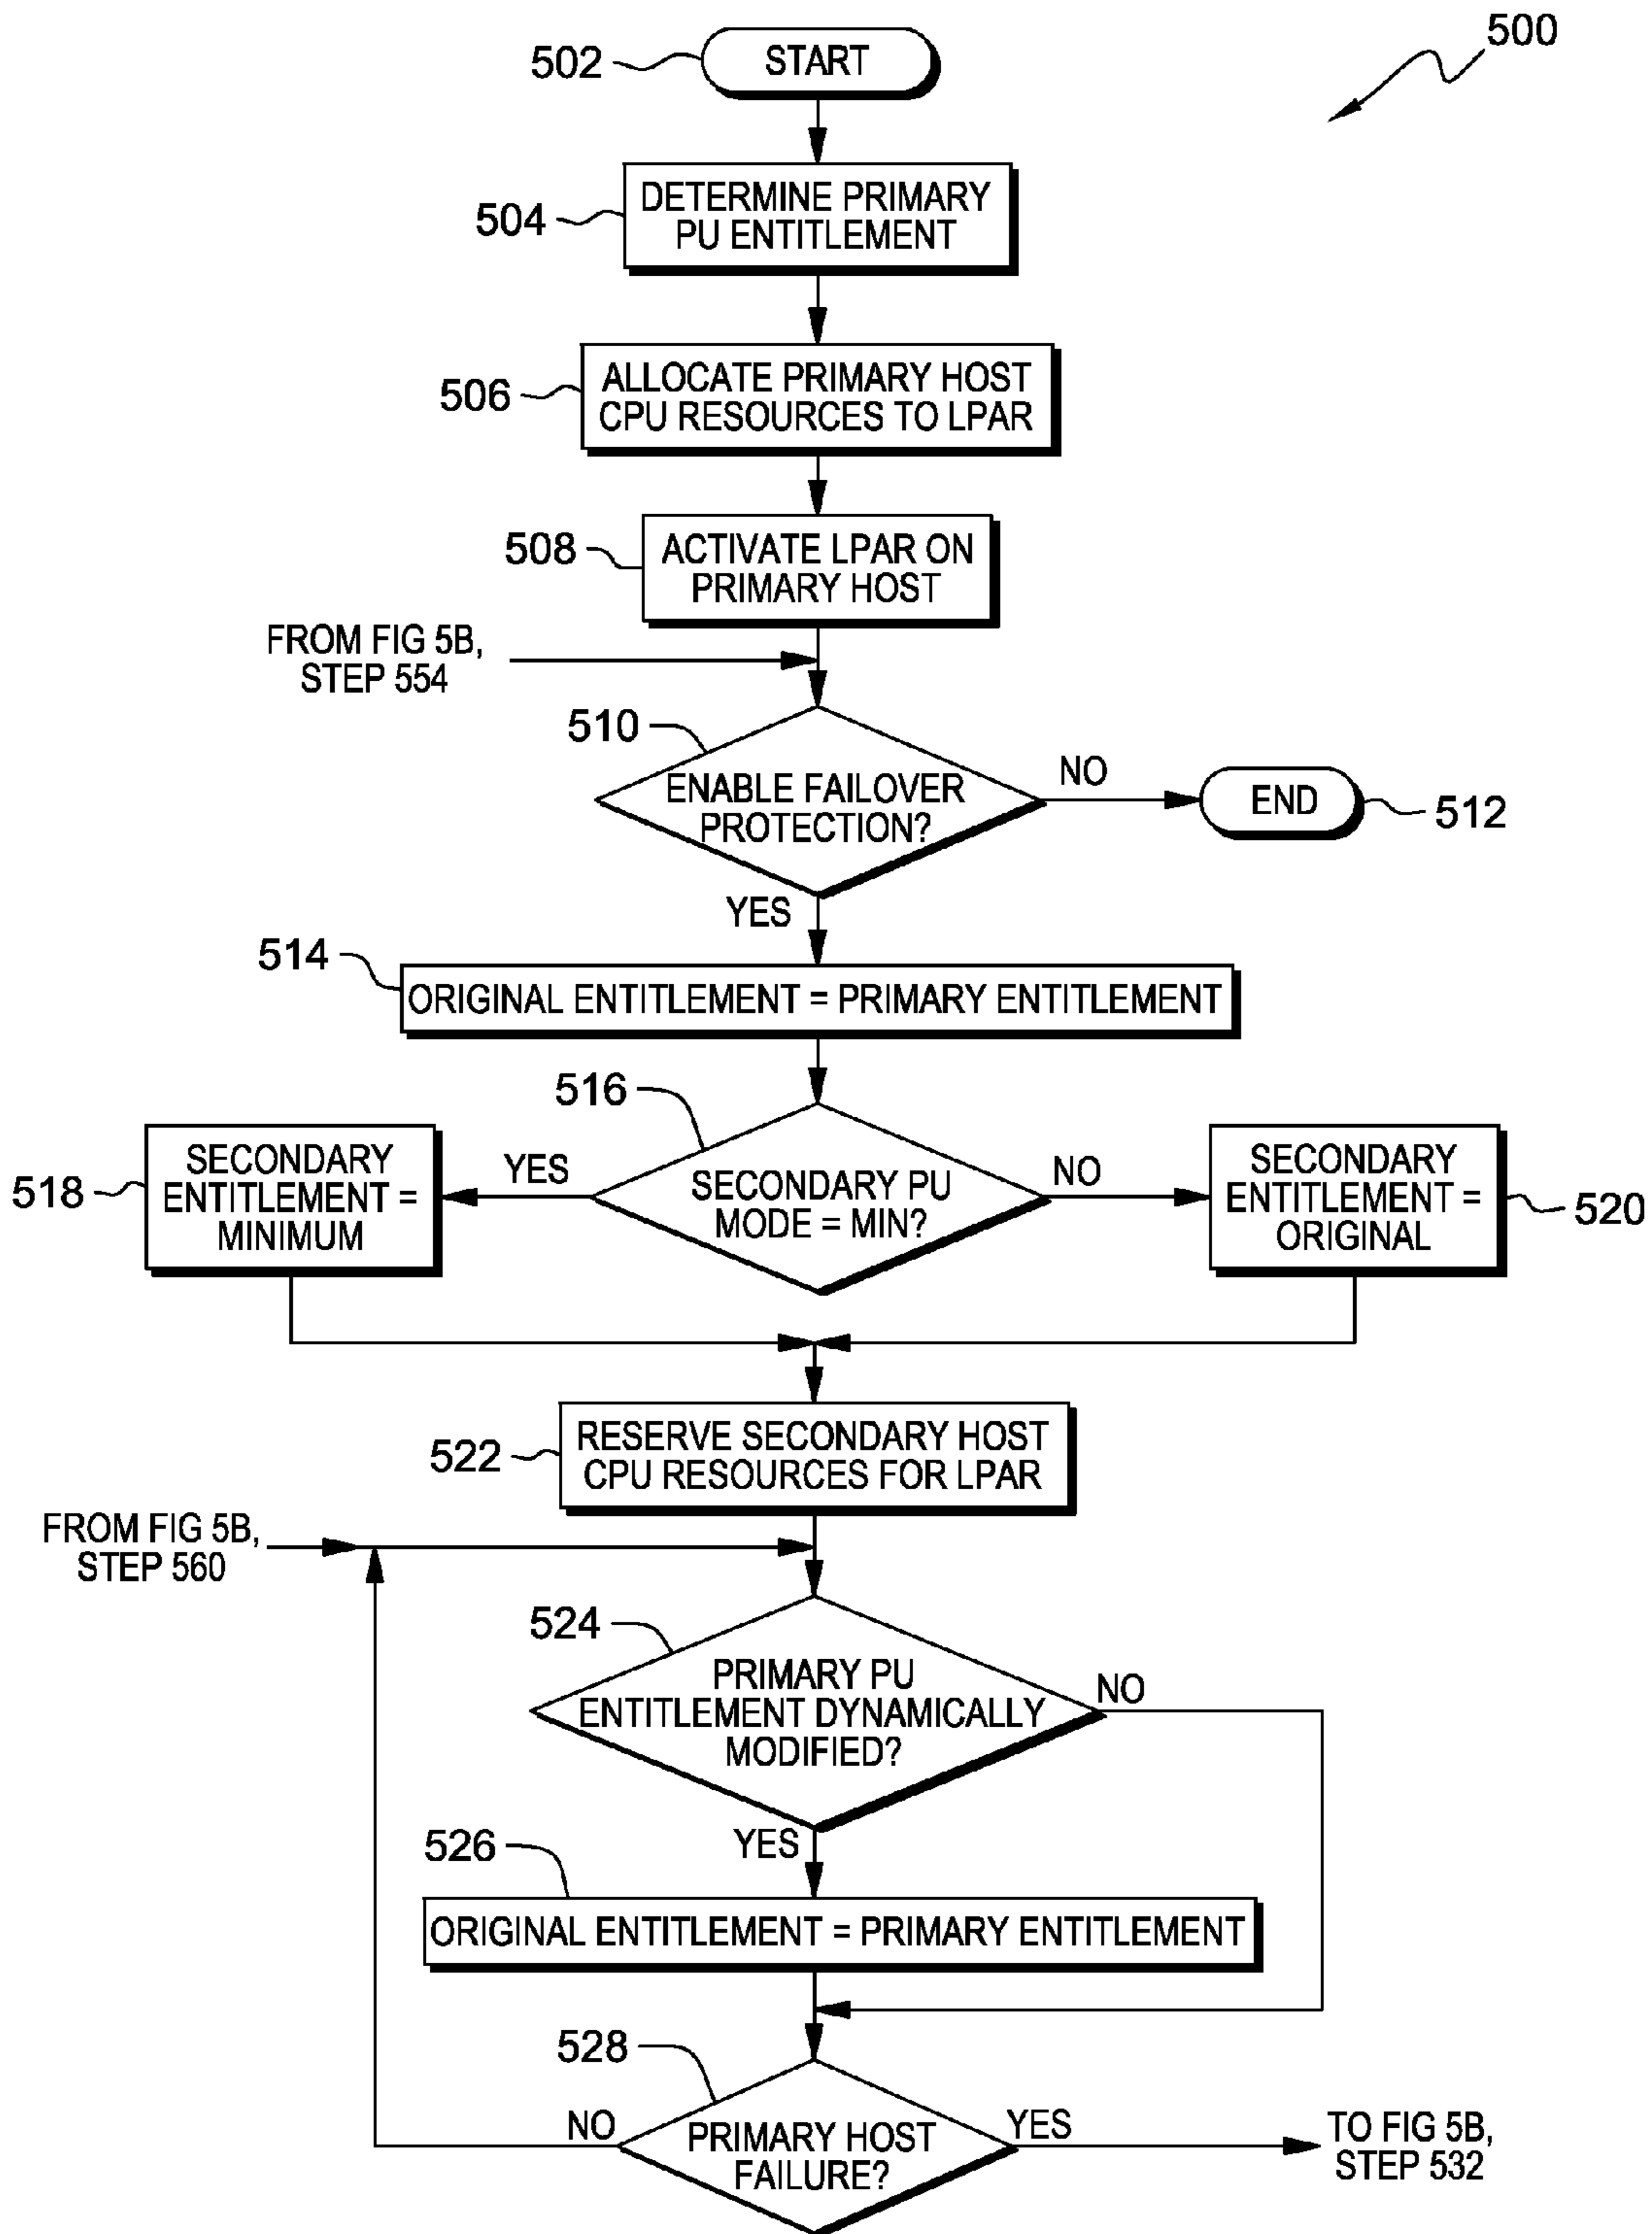 500
502
START
504
DETERMINE PRIMARY
PU ENTITLEMENT
506
ALLOCATE PRIMARY HOST
CPU RESOURCES TO LPAR
508
ACTIVATE LPAR ON
PRIMARY HOST
FROM FIG 5B,
STEP 554
510
ENABLE FAILOVER
PROTECTION?
NO
END
512
YES
514
ORIGINAL ENTITLEMENT = PRIMARY ENTITLEMENT
516
SECONDARY PU
MODE = MIN?
YES
518
SECONDARY
ENTITLEMENT =
MINIMUM
NO
SECONDARY
ENTITLEMENT =
ORIGINAL
520
522
RESERVE SECONDARY HOST
CPU RESOURCES FOR LPAR
FROM FIG 5B,
STEP 560
524
PRIMARY PU
ENTITLEMENT DYNAMICALLY
MODIFIED?
NO
YES
526
ORIGINAL ENTITLEMENT = PRIMARY ENTITLEMENT
528
PRIMARY HOST
FAILURE?
NO
YES
TO FIG 5B,
STEP 532